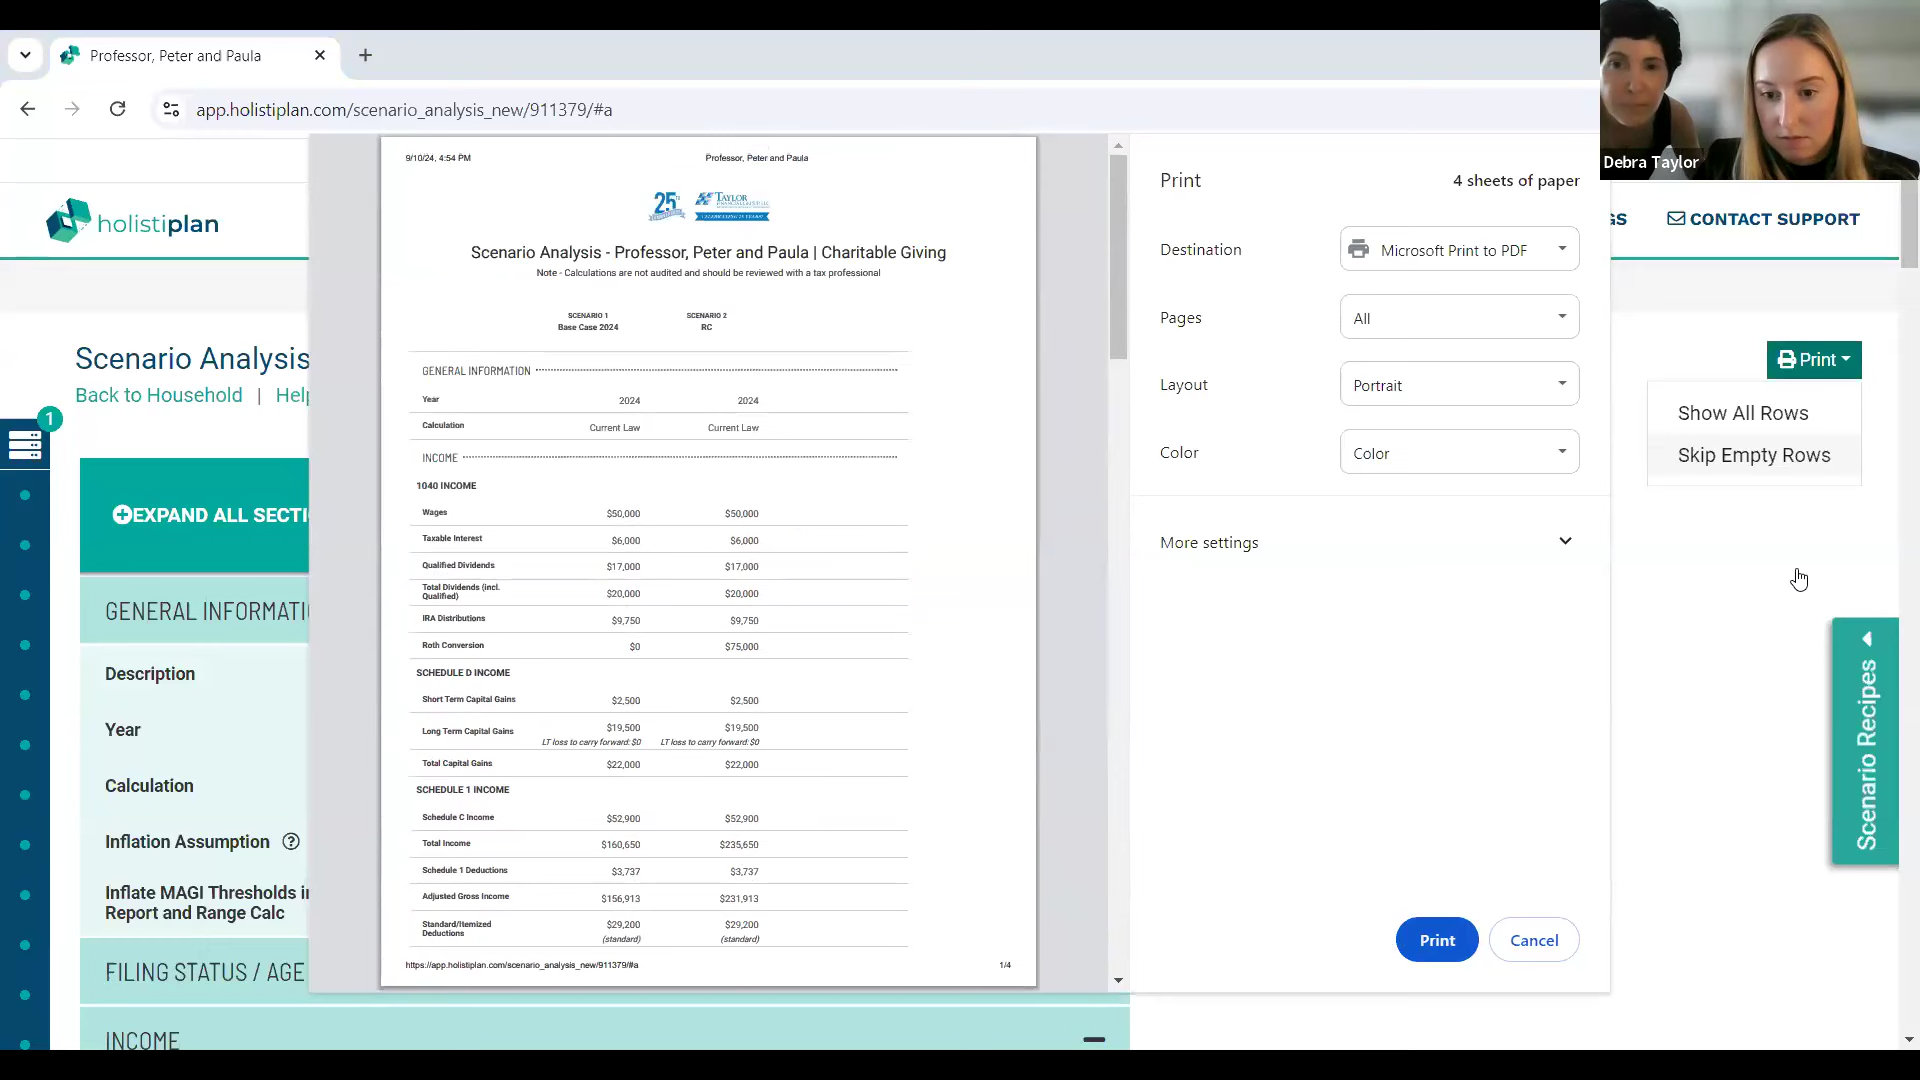 Professor, Peter and Paula
app.holistiplan.com/scenario_analysis_new/911379/#a
Debra Taylor
holistiplan
GS
CONTACT SUPPORT
Scenario Analysis
Back to Household | Help
1
EXPAND ALL SECTI
GENERAL INFORMATI
Description
Year
Calculation
Inflation Assumption ?
Inflate MAGI Thresholds i
Report and Range Calc
FILING STATUS / AGE
INCOME
9/10/24, 4:54 PM Professor, Peter and Paula
25
TAYLOR
Scenario Analysis - Professor, Peter and Paula | Charitable Giving
Note - Calculations are not audited and should be reviewed with a tax professional
SCENARIO 1 SCENARIO 2
Base Case 2024 RC
GENERAL INFORMATION
Year 2024 2024
Calculation Current Law Current Law
INCOME
1040 INCOME
Wages $50,000 $50,000
Taxable Interest $6,000 $6,000
Qualified Dividends $17,000 $17,000
Total Dividends (incl.
Qualified) $20,000 $20,000
IRA Distributions $9,750 $9,750
Roth Conversion $0 $75,000
SCHEDULE D INCOME
Short Term Capital Gains $2,500 $2,500
Long Term Capital Gains $19,500 $19,500
LT loss to carry forward: $0 LT loss to carry forward: $0
Total Capital Gains $22,000 $22,000
SCHEDULE 1 INCOME
Schedule C Income $52,900 $52,900
Total Income $160,650 $235,650
Schedule 1 Deductions $3,737 $3,737
Adjusted Gross Income $156,913 $231,913
Standard/Itemized
Deductions $29,200 $29,200
(standard) (standard)
https://app.holistiplan.com/scenario_analysis_new/911379/#a 1/4
Print 4 sheets of paper
Destination Microsoft Print to PDF
Pages All
Layout Portrait
Color Color
More settings
Print Cancel
Print
Show All Rows
Skip Empty Rows
Scenario Recipes